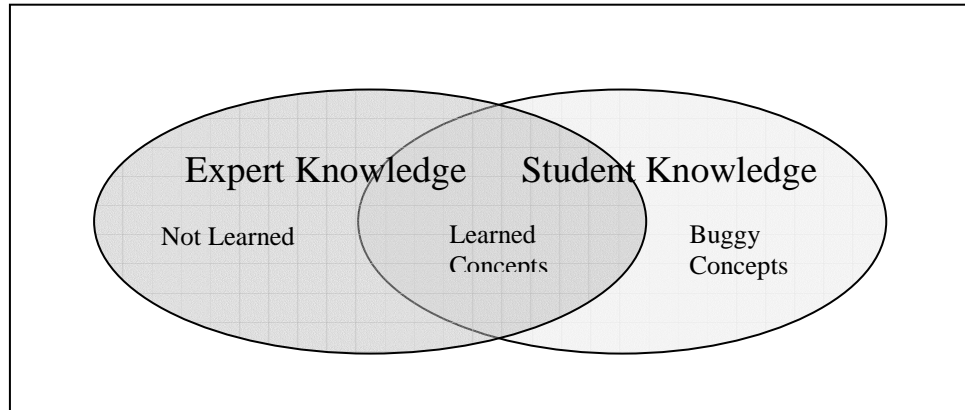 Expert Knowledge
Student Knowledge
Not Learned
Learned
Concepts
Buggy
Concepts